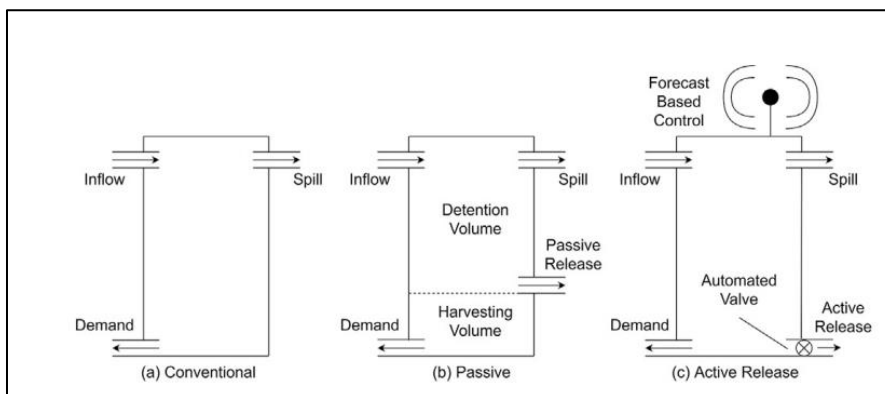 Inflow
Spill
Demand
(a) Conventional
Inflow
Spill
Detention
Volume
Passive
Release
Harvesting
Volume
Demand
(b) Passive
Forecast
Based
Control
Inflow
Spill
Automated
Valve
Active
Release
Demand
(c) Active Release